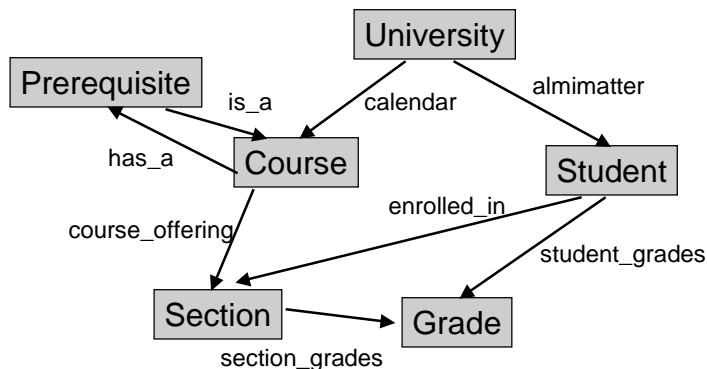 University
Prerequisite
is_a
calendar
almimatter
has_a
Course
Student
enrolled_in
course_offering
student_grades
Section
Grade
section_grades